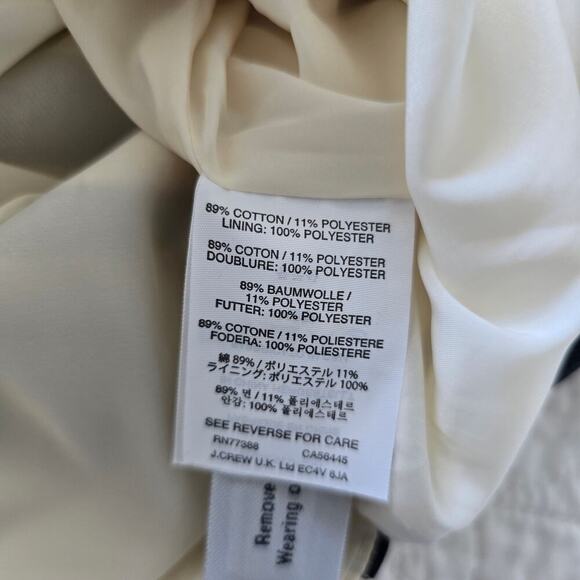 89% COTTON / 11% POLYESTER
LINING: 100% POLYESTER
89% COTON / 11% POLYESTER
DOUBLURE: 100% POLYESTER
89% BAUMWOLLE /
11% POLYESTER
FUTTER: 100% POLYESTER
89% COTONE / 11% POLIESTERE
FODERA: 100% POLIESTERE
綿 89% / ポリエステル 11%
ライニング: ポリエステル 100%
89% 면 / 11% 폴리에스테르
안감: 100% 폴리에스테르
SEE REVERSE FOR CARE
RN77388 CA56445
J.CREW U.K. Ltd EC4V 6JA
Remove
Wearing o